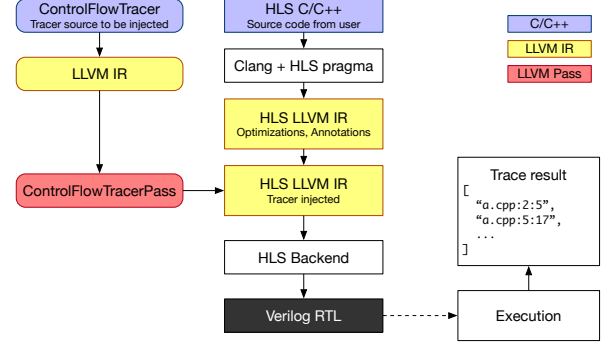 ControlFlowTracer
Tracer source to be injected
LLVM IR
ControlFlowTracerPass
HLS C/C++
Source code from user
Clang + HLS pragma
HLS LLVM IR
Optimizations, Annotations
HLS LLVM IR
Tracer injected
HLS Backend
Verilog RTL
C/C++
LLVM IR
LLVM Pass
Trace result
[
“a.cpp:2:5”,
“a.cpp:5:17”,
...
]
Execution